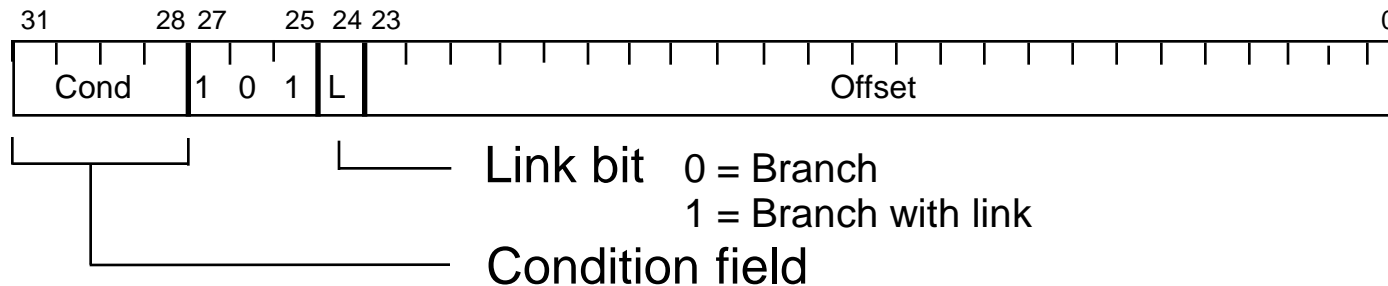 31 28 27 25 24 23 0
Cond 1 0 1 L Offset
Link bit 0 = Branch
1 = Branch with link
Condition field